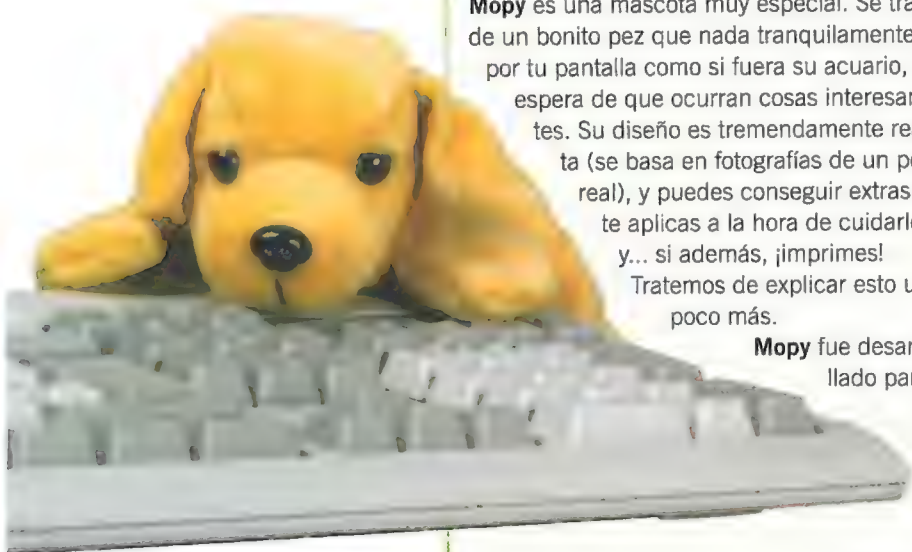 Mopy es una mascota muy especial. Se tra
de un bonito pez que nada tranquilamente
por tu pantalla como si fuera su acuario,
espera de que ocurran cosas interesan
tes. Su diseño es tremendamente re
ta (se basa en fotografías de un pe
real), y puedes conseguir extras
te aplicas a la hora de cuidarl
y... si además, ¡imprimes!
Tratemos de explicar esto u
poco más.
Mopy fue desar
llado par